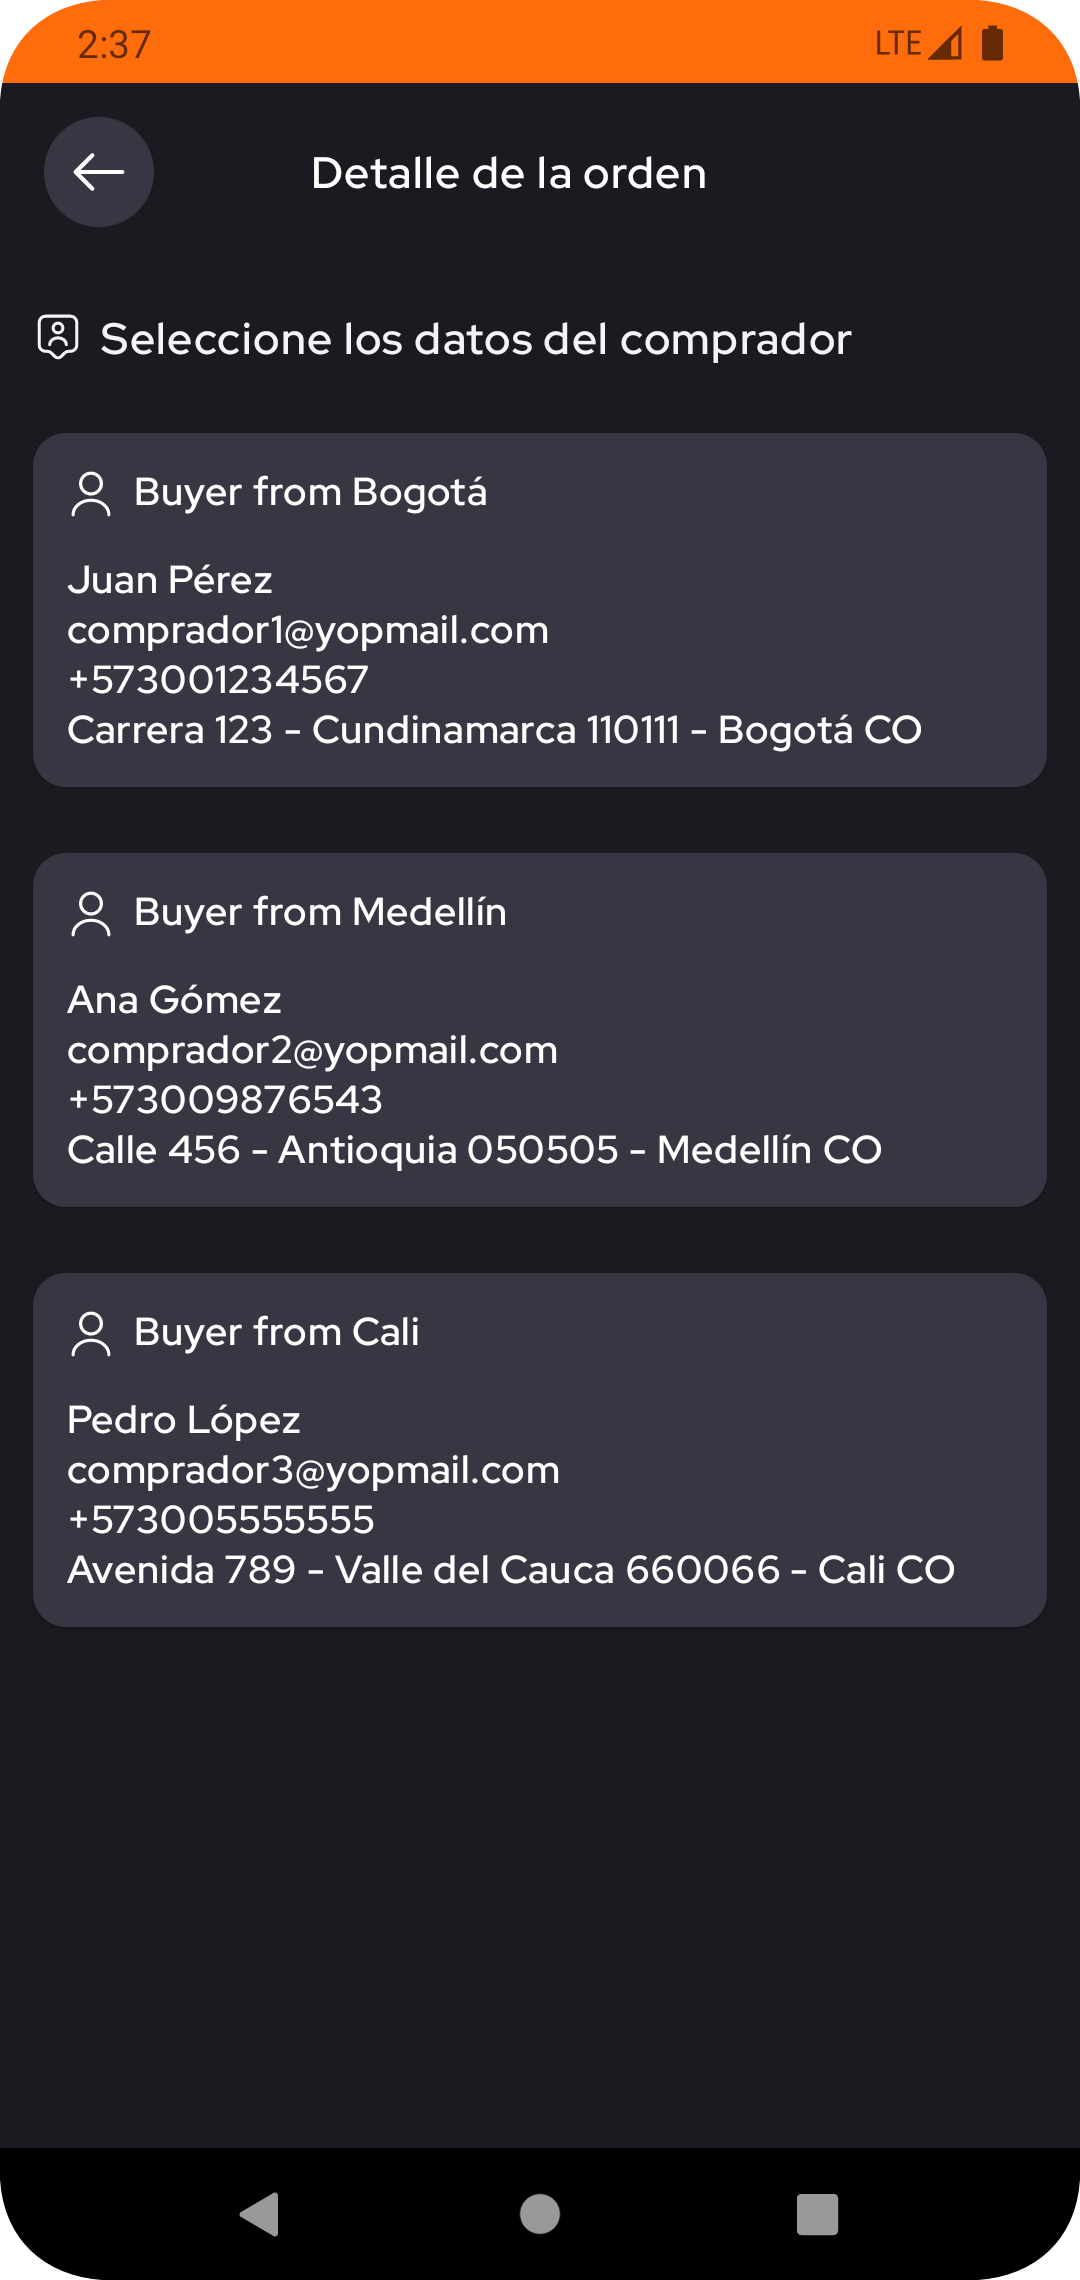 2:37
LTE
Detalle de la orden
Seleccione los datos del comprador
Buyer from Bogotá
Juan Pérez
comprador1@yopmail.com
+573001234567
Carrera 123 - Cundinamarca 110111 - Bogotá CO
Buyer from Medellín
Ana Gómez
comprador2@yopmail.com
+573009876543
Calle 456 - Antioquia 050505 - Medellín CO
Buyer from Cali
Pedro López
comprador3@yopmail.com
+573005555555
Avenida 789 - Valle del Cauca 660066 - Cali CO